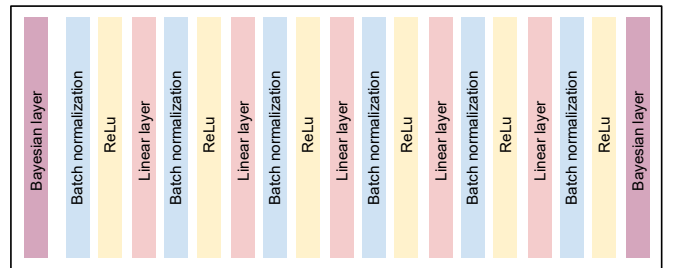 Bayesian layer
Batch normalization
ReLu
Linear layer
Batch normalization
ReLu
Linear layer
Batch normalization
ReLu
Linear layer
Batch normalization
ReLu
Linear layer
Batch normalization
ReLu
Linear layer
Batch normalization
ReLu
Bayesian layer